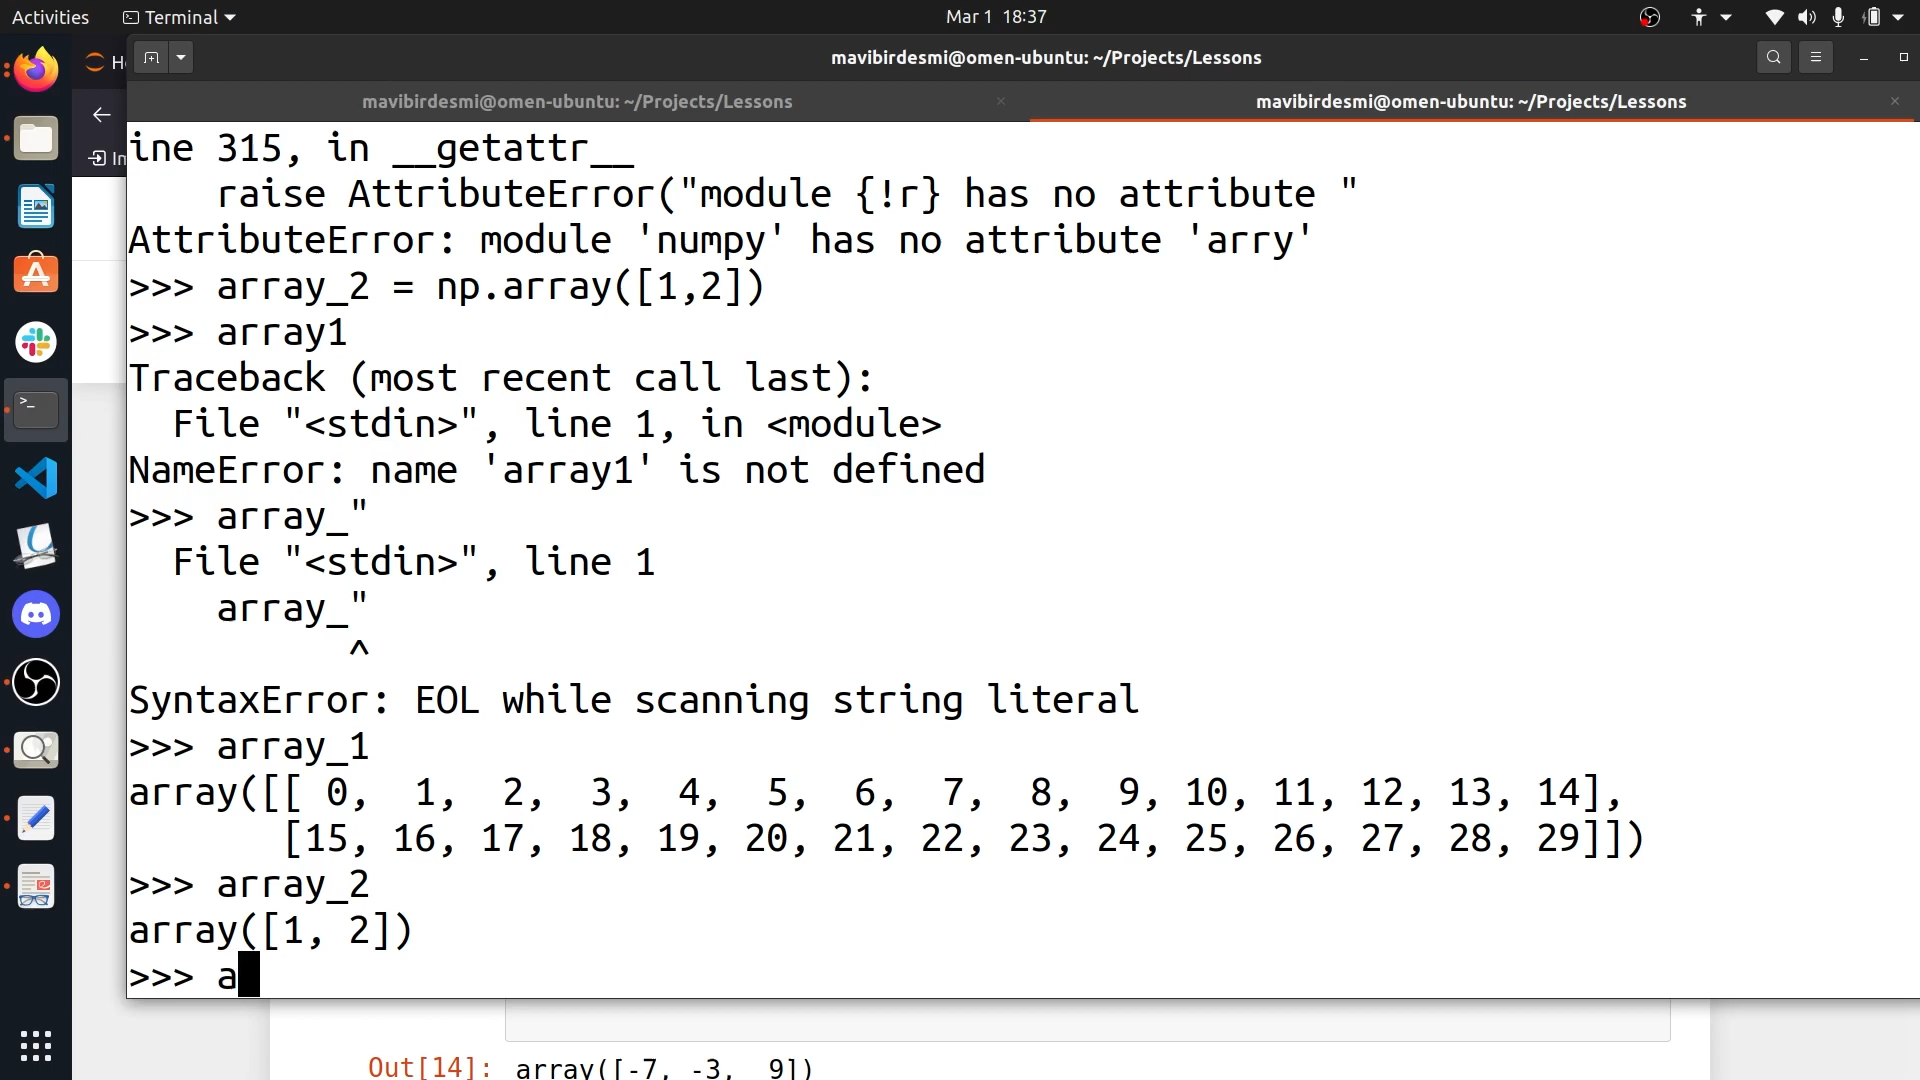 Activities
Terminal
Mar 1 18:37
mavibirdesmi@omen-ubuntu: ~/Projects/Lessons
mavibirdesmi@omen-ubuntu: ~/Projects/Lessons
mavibirdesmi@omen-ubuntu: ~/Projects/Lessons
ine 315, in __getattr__
    raise AttributeError("module {!r} has no attribute "
AttributeError: module 'numpy' has no attribute 'arry'
>>> array_2 = np.array([1,2])
>>> array1
Traceback (most recent call last):
  File "<stdin>", line 1, in <module>
NameError: name 'array1' is not defined
>>> array_"
  File "<stdin>", line 1
    array_"
          ^
SyntaxError: EOL while scanning string literal
>>> array_1
array([[ 0,  1,  2,  3,  4,  5,  6,  7,  8,  9, 10, 11, 12, 13, 14],
       [15, 16, 17, 18, 19, 20, 21, 22, 23, 24, 25, 26, 27, 28, 29]])
>>> array_2
array([1, 2])
>>> a
Out[14]: array([-7, -3,  9])